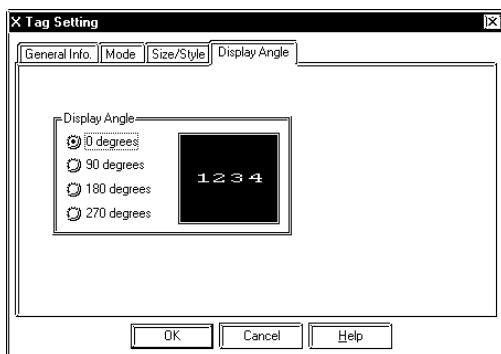 X Tag Setting
General Info. Mode Size/Style Display Angle
Display Angle
0 degrees
90 degrees
180 degrees
270 degrees
1234
OK Cancel Help